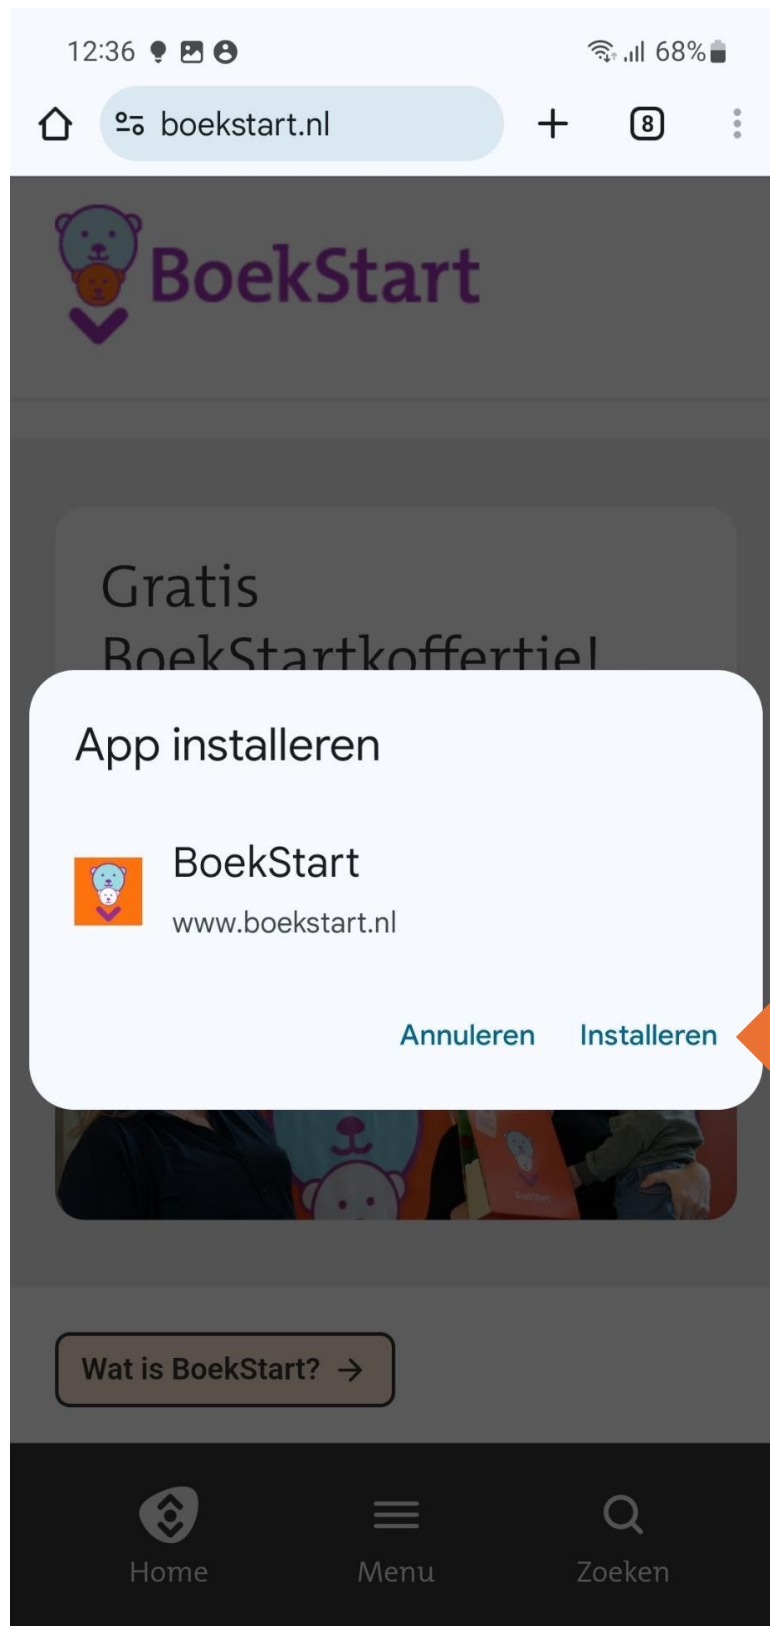 12:36
68%
boekstart.nl
8
BoekStart
Gratis
BoekStartkoffertje!
App installeren
BoekStart
www.boekstart.nl
Annuleren
Installeren
BoekStart
Wat is BoekStart? →
Home
Menu
Zoeken